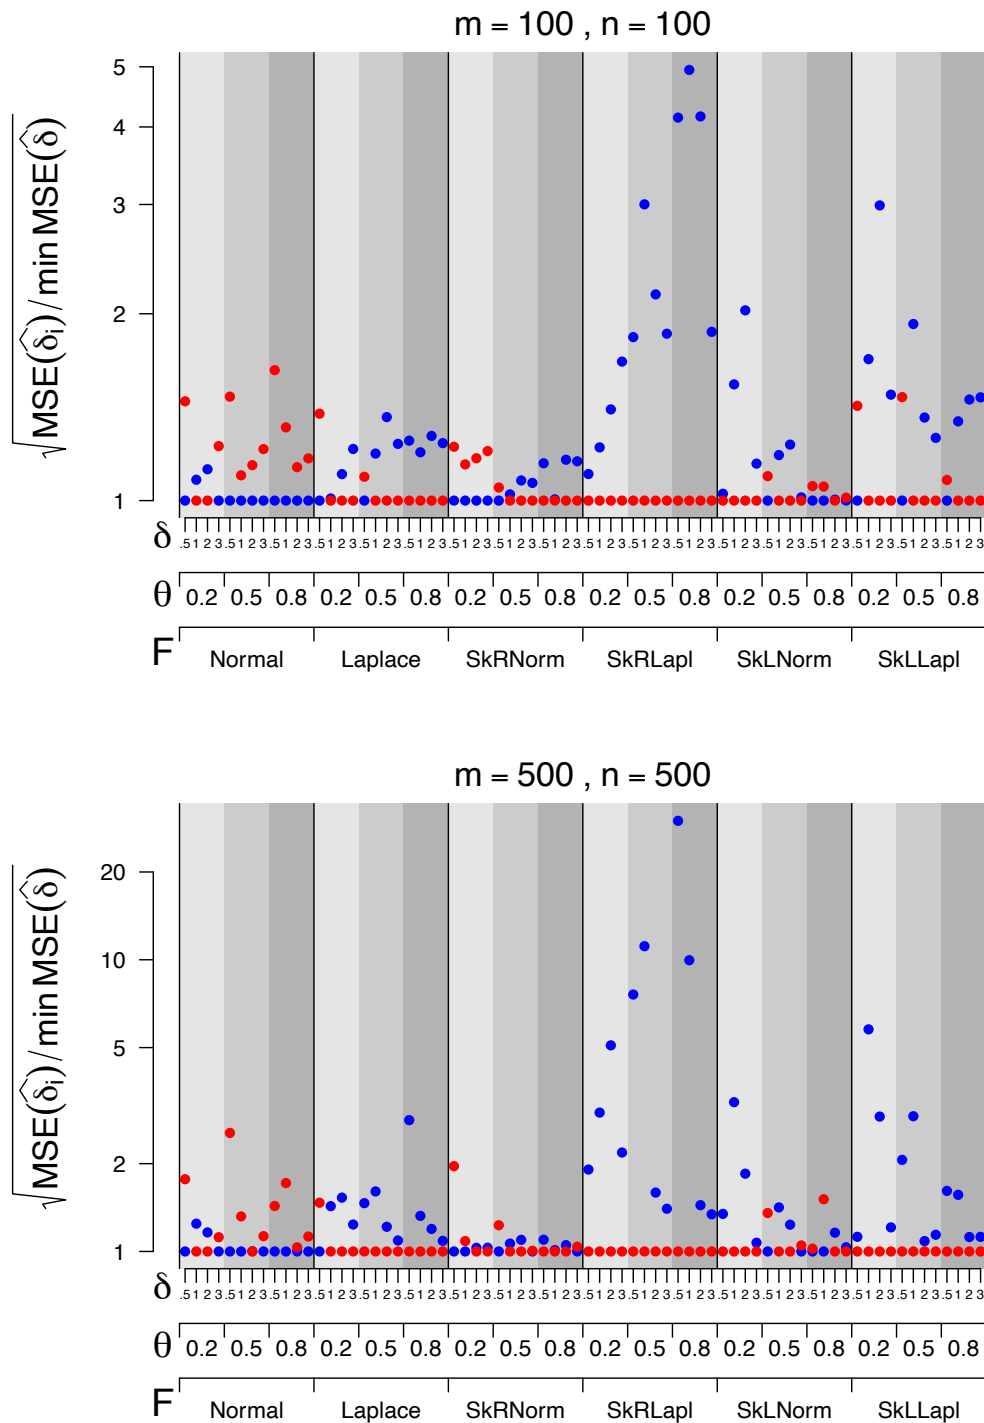 m = 100 , n = 100
√MSE(δ̂ᵢ) / min MSE(δ̂)
5
4
3
2
1
δ .5 1 2 3 .5 1 2 3 .5 1 2 3 .5 1 2 3 .5 1 2 3 .5 1 2 3 .5 1 2 3 .5 1 2 3 .5 1 2 3 .5 1 2 3 .5 1 2 3 .5 1 2 3 .5 1 2 3 .5 1 2 3 .5 1 2 3 .5 1 2 3 .5 1 2 3 .5 1 2 3
θ 0.2 0.5 0.8 0.2 0.5 0.8 0.2 0.5 0.8 0.2 0.5 0.8 0.2 0.5 0.8 0.2 0.5 0.8
F Normal Laplace SkRNorm SkRLapl SkLNorm SkLLapl
m = 500 , n = 500
√MSE(δ̂ᵢ) / min MSE(δ̂)
20
10
5
2
1
δ .5 1 2 3 .5 1 2 3 .5 1 2 3 .5 1 2 3 .5 1 2 3 .5 1 2 3 .5 1 2 3 .5 1 2 3 .5 1 2 3 .5 1 2 3 .5 1 2 3 .5 1 2 3 .5 1 2 3 .5 1 2 3 .5 1 2 3 .5 1 2 3 .5 1 2 3 .5 1 2 3
θ 0.2 0.5 0.8 0.2 0.5 0.8 0.2 0.5 0.8 0.2 0.5 0.8 0.2 0.5 0.8 0.2 0.5 0.8
F Normal Laplace SkRNorm SkRLapl SkLNorm SkLLapl